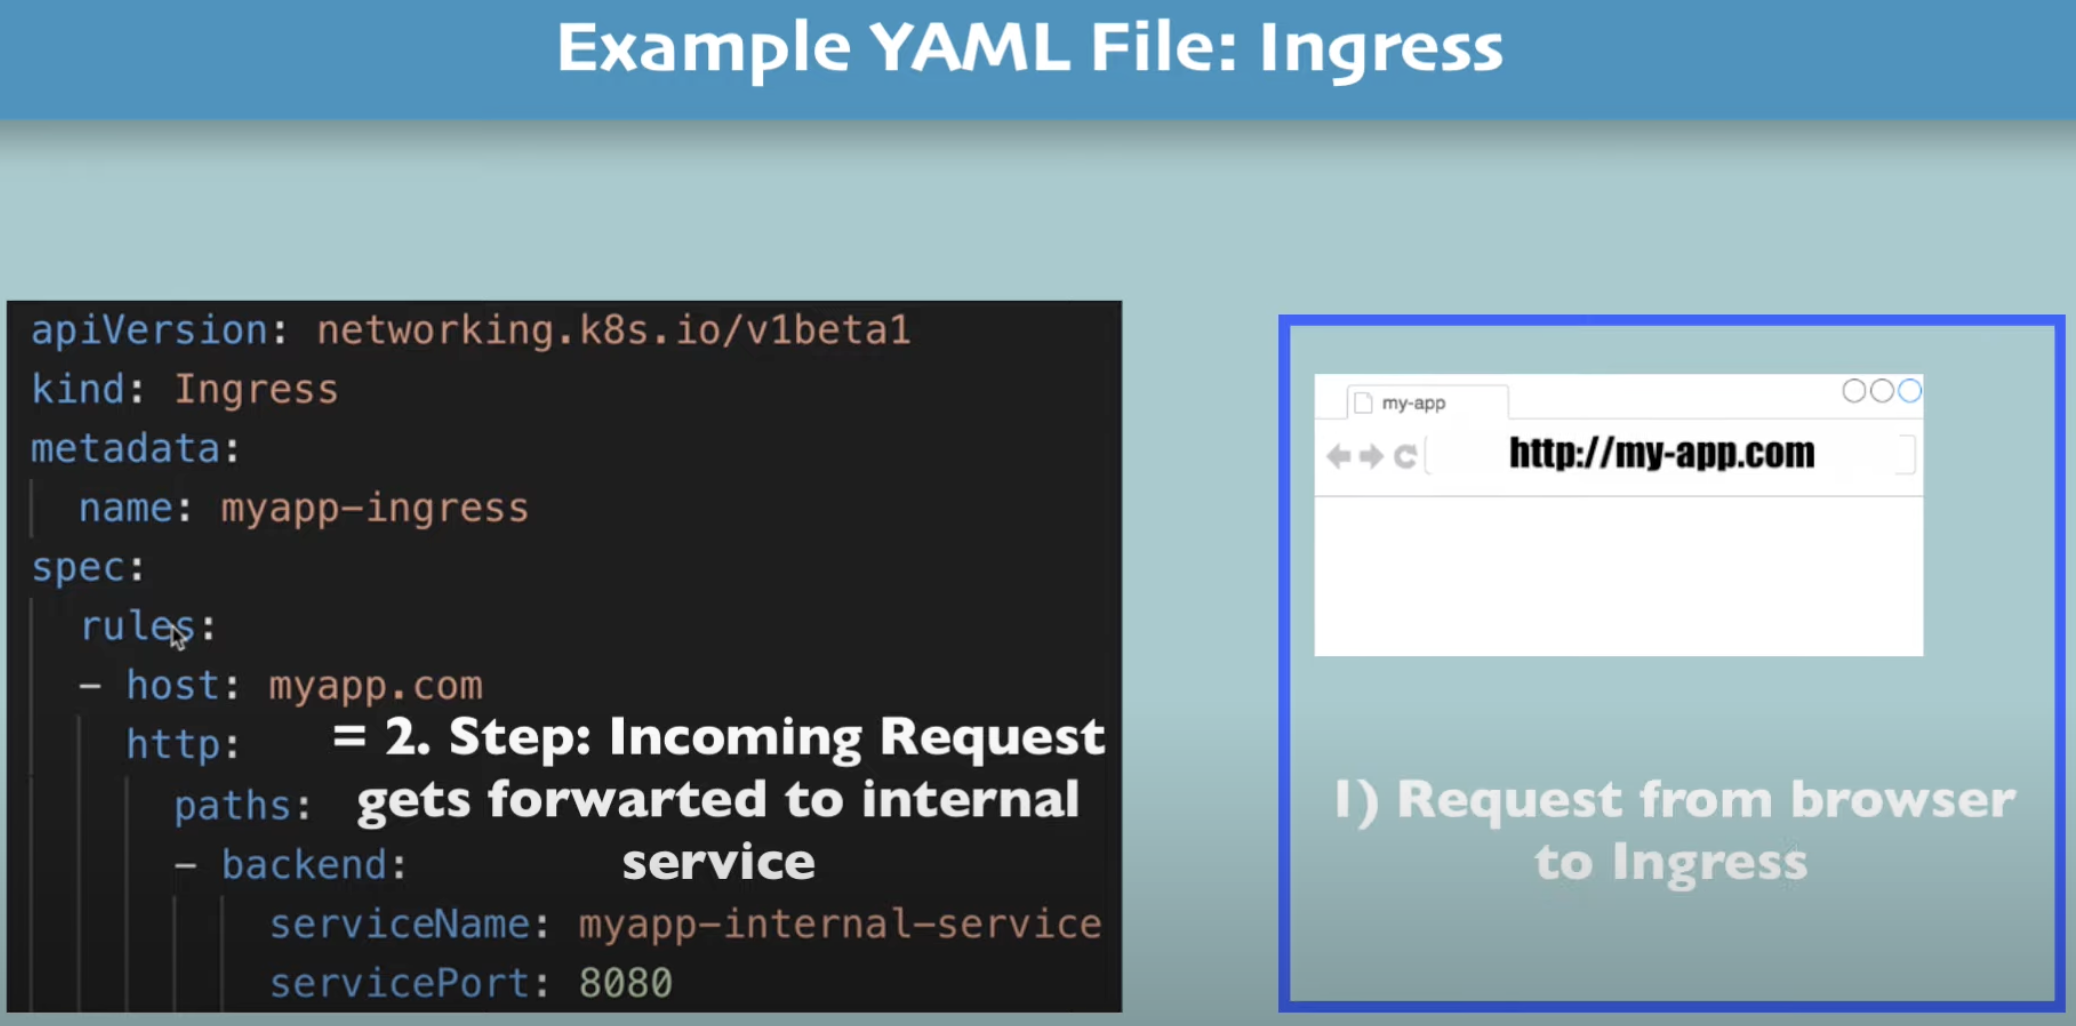 Example YAML File: Ingress
apiVersion: networking.k8s.io/v1beta1
kind: Ingress
metadata:
name: myapp-ingress
spec:
rules:
- host: myapp.com
http:
paths:
- backend:
serviceName: myapp-internal-service
servicePort: 8080
= 2. Step: Incoming Request
gets forwarted to internal
service
my-app
http://my-app.com
1) Request from browser
to Ingress